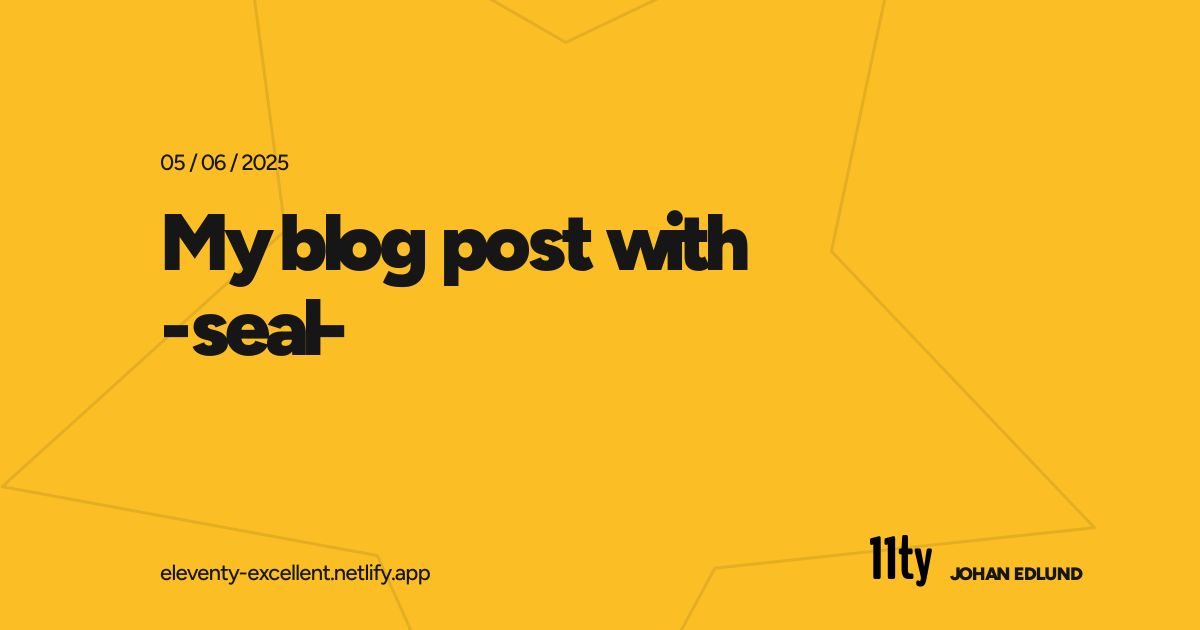 05 / 06 / 2025
My blog post with
-seal-
eleventy-excellent.netlify.app
11ty
JOHAN EDLUND